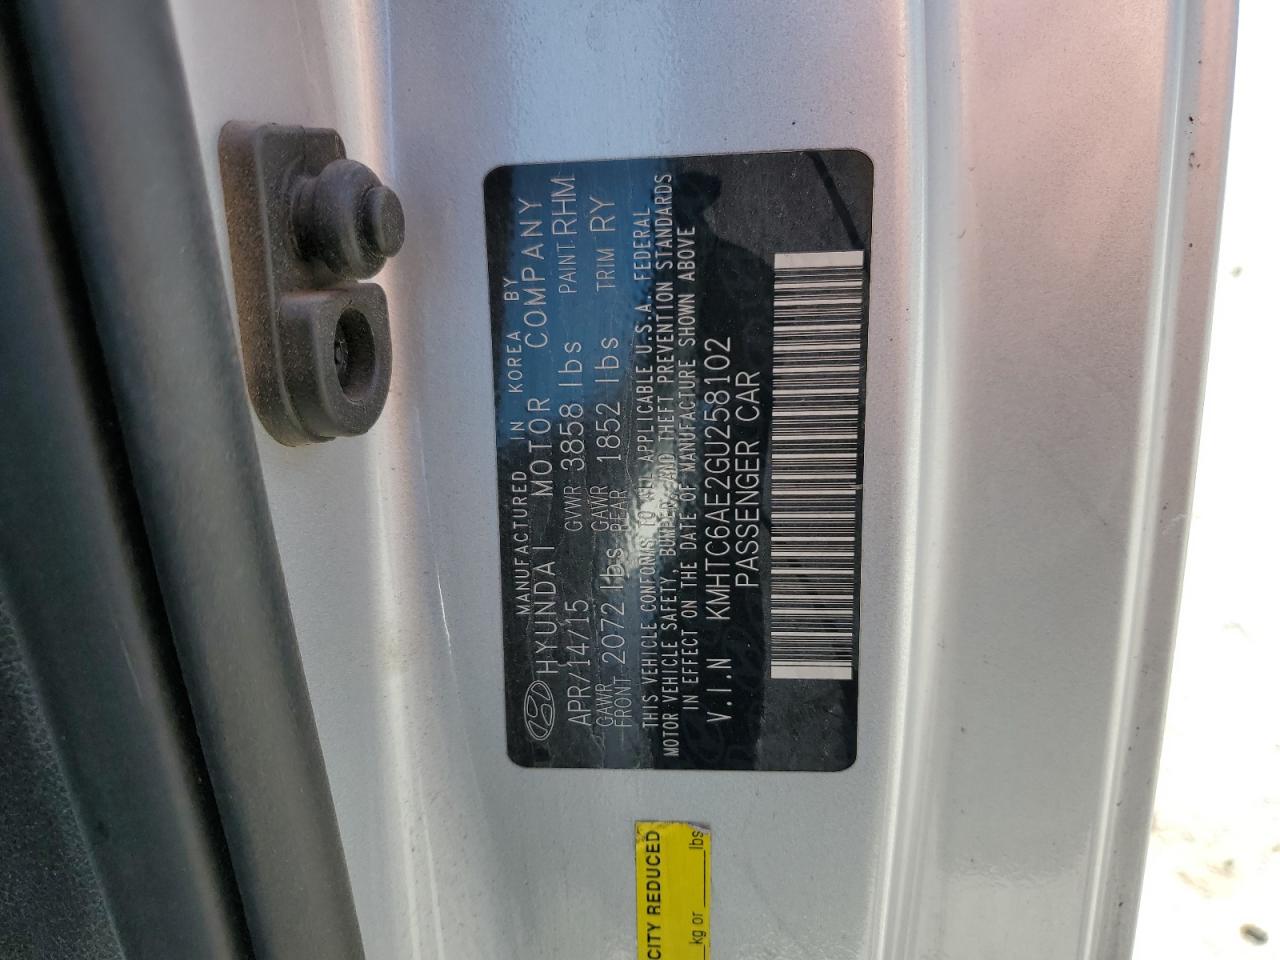 MANUFACTURED IN KOREA BY
HYUNDAI MOTOR COMPANY
APR/14/15 GVWR 3858 lbs PAINT RHM
GAWR FRONT 2072 lbs GAWR REAR 1852 lbs TRIM RY
THIS VEHICLE CONFORMS TO ALL APPLICABLE U.S.A. FEDERAL
MOTOR VEHICLE SAFETY, BUMPER, AND THEFT PREVENTION STANDARDS
IN EFFECT ON THE DATE OF MANUFACTURE SHOWN ABOVE
V.I.N KMHTC6AE2GU258102
PASSENGER CAR
CITY REDUCED
kg or lbs